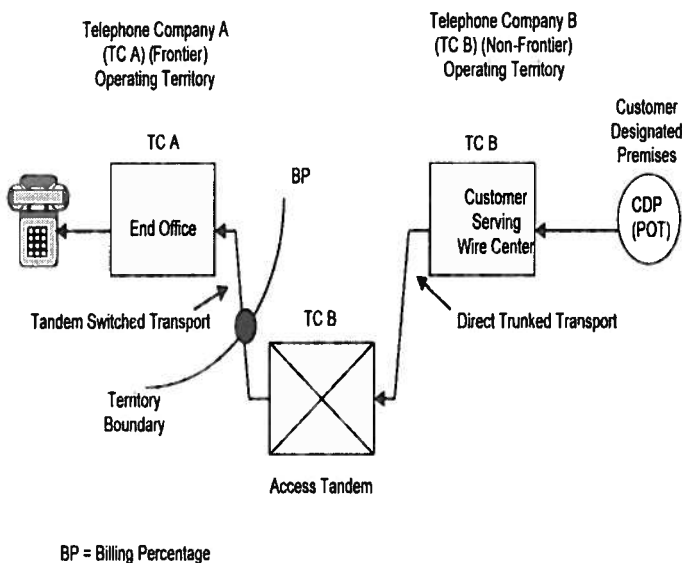 Telephone Company A
(TC A) (Frontier)
Operating Territory
Telephone Company B
(TC B) (Non-Frontier)
Operating Territory
Customer
Designated
Premises
TC A
BP
TC B
End Office
Customer
Serving
Wire Center
CDP
(POT)
Tandem Switched Transport
TC B
Direct Trunked Transport
Territory
Boundary
Access Tandem
BP = Billing Percentage